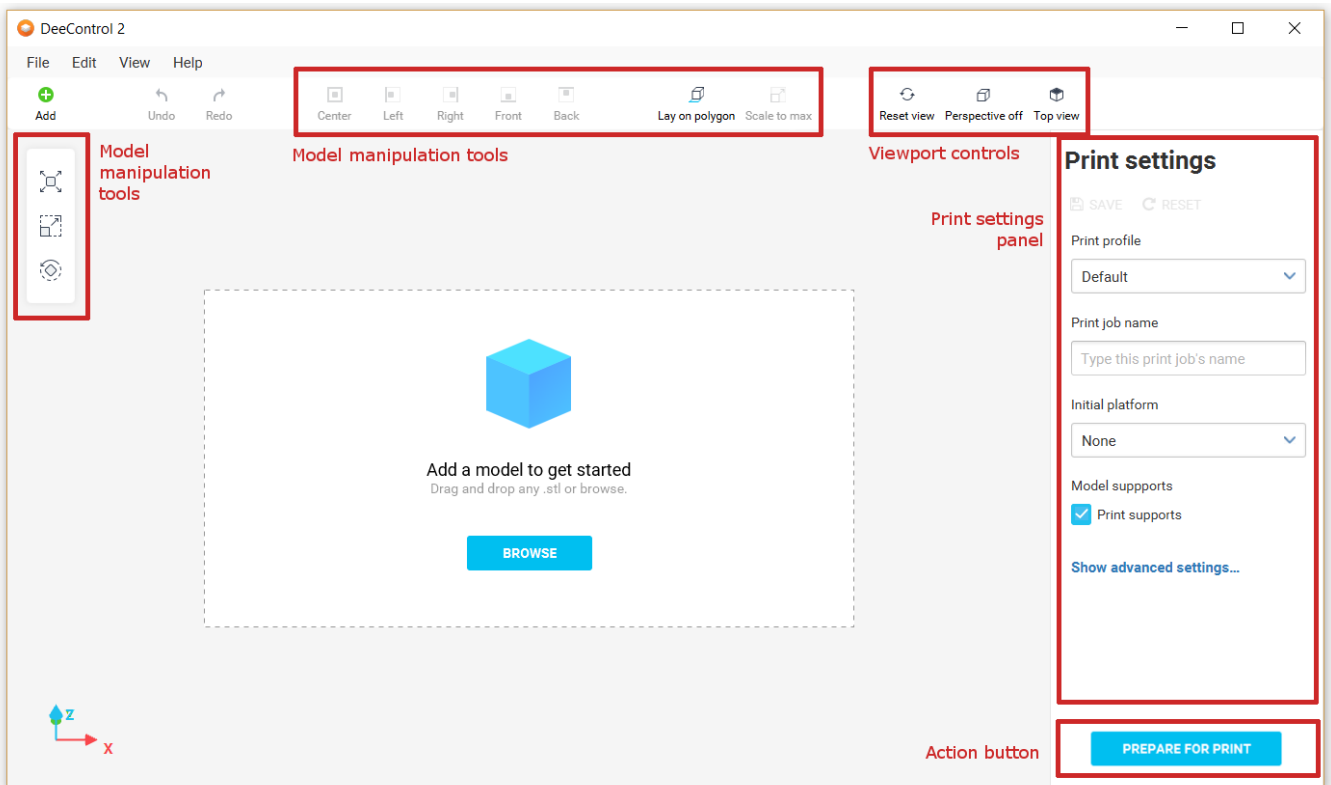 DeeControl 2
File Edit View Help
Add Undo Redo Center Left Right Front Back Lay on polygon Scale to max Reset view Perspective off Top view
Model
manipulation
tools
Model manipulation tools
Viewport controls
Print settings
panel
Print settings
SAVE RESET
Print profile
Default
Print job name
Type this print job's name
Initial platform
None
Model suppports
Print supports
Show advanced settings...
Add a model to get started
Drag and drop any .stl or browse.
BROWSE
Z
X
Action button
PREPARE FOR PRINT